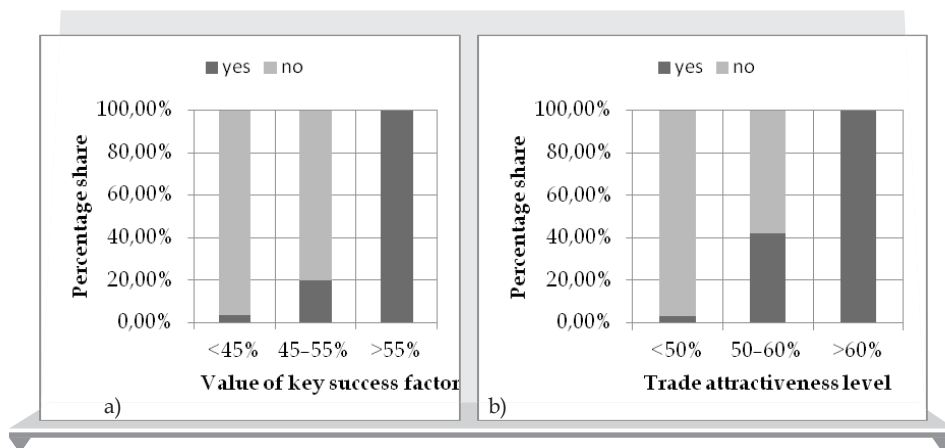 yes no
100,00%
80,00%
60,00%
40,00%
20,00%
0,00%
Percentage share
<45% 45–55% >55%
Value of key success factor
a)
yes no
100,00%
80,00%
60,00%
40,00%
20,00%
0,00%
Percentage share
<50% 50–60% >60%
Trade attractiveness level
b)